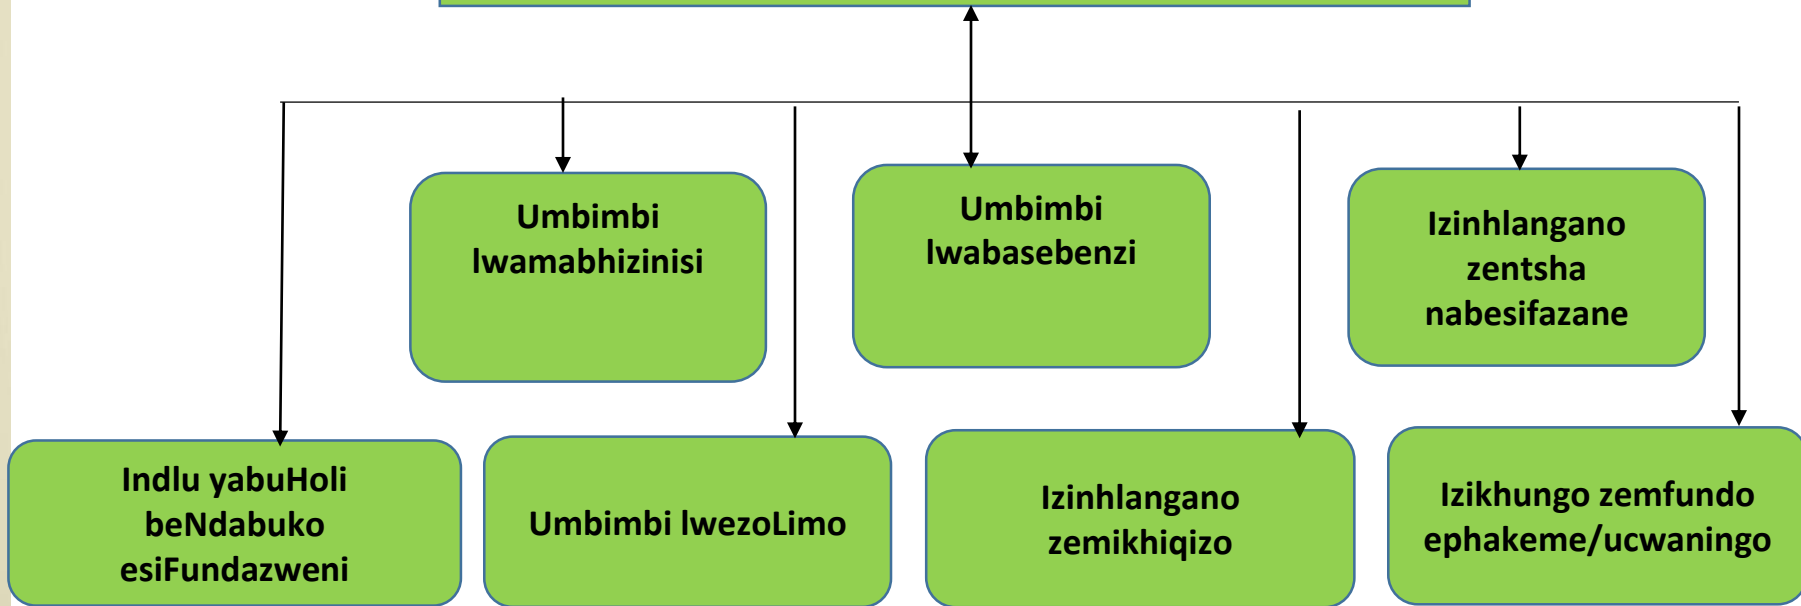 Umbimbi
lwamabhizinisi
Umbimbi
lwabasebenzi
Izinhlangano
zentsha
nabesifazane
Indlu yabuHoli
beNdabuko
esiFundazweni
Umbimbi lwezoLimo
Izinhlangano
zemikhiqizo
Izikhungo zemfundo
ephakeme/ucwaningo